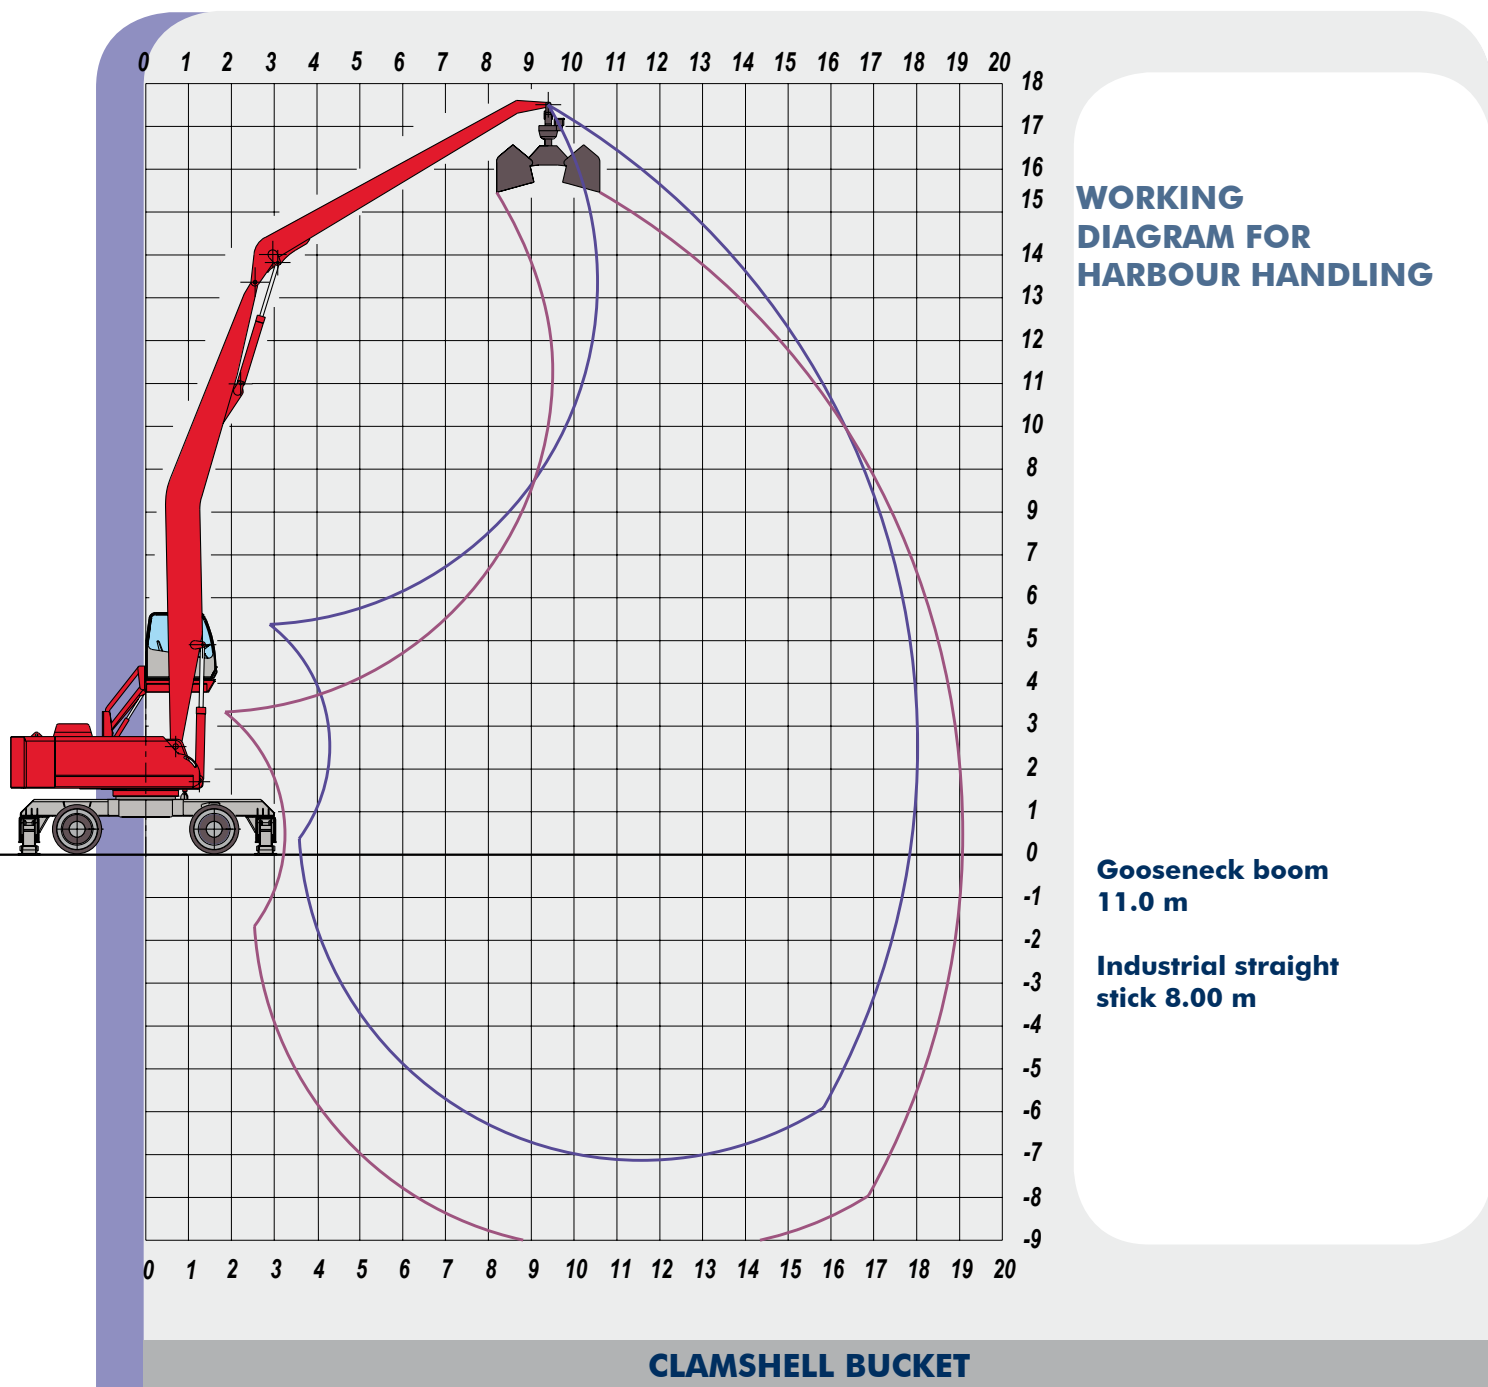 0 1 2 3 4 5 6 7 8 9 10 11 12 13 14 15 16 17 18 19 20
18
17
16
15
14
13
12
11
10
8
9
7
6
5
4
3
2
1
0
-1
-2
-3
-4
-5
-6
-7
-8
-9
0 1 2 3 4 5 6 7 8 9 10 11 12 13 14 15 16 17 18 19 20
WORKING
DIAGRAM FOR
HARBOUR HANDLING
Gooseneck boom
11.0 m
Industrial straight
stick 8.00 m
CLAMSHELL BUCKET